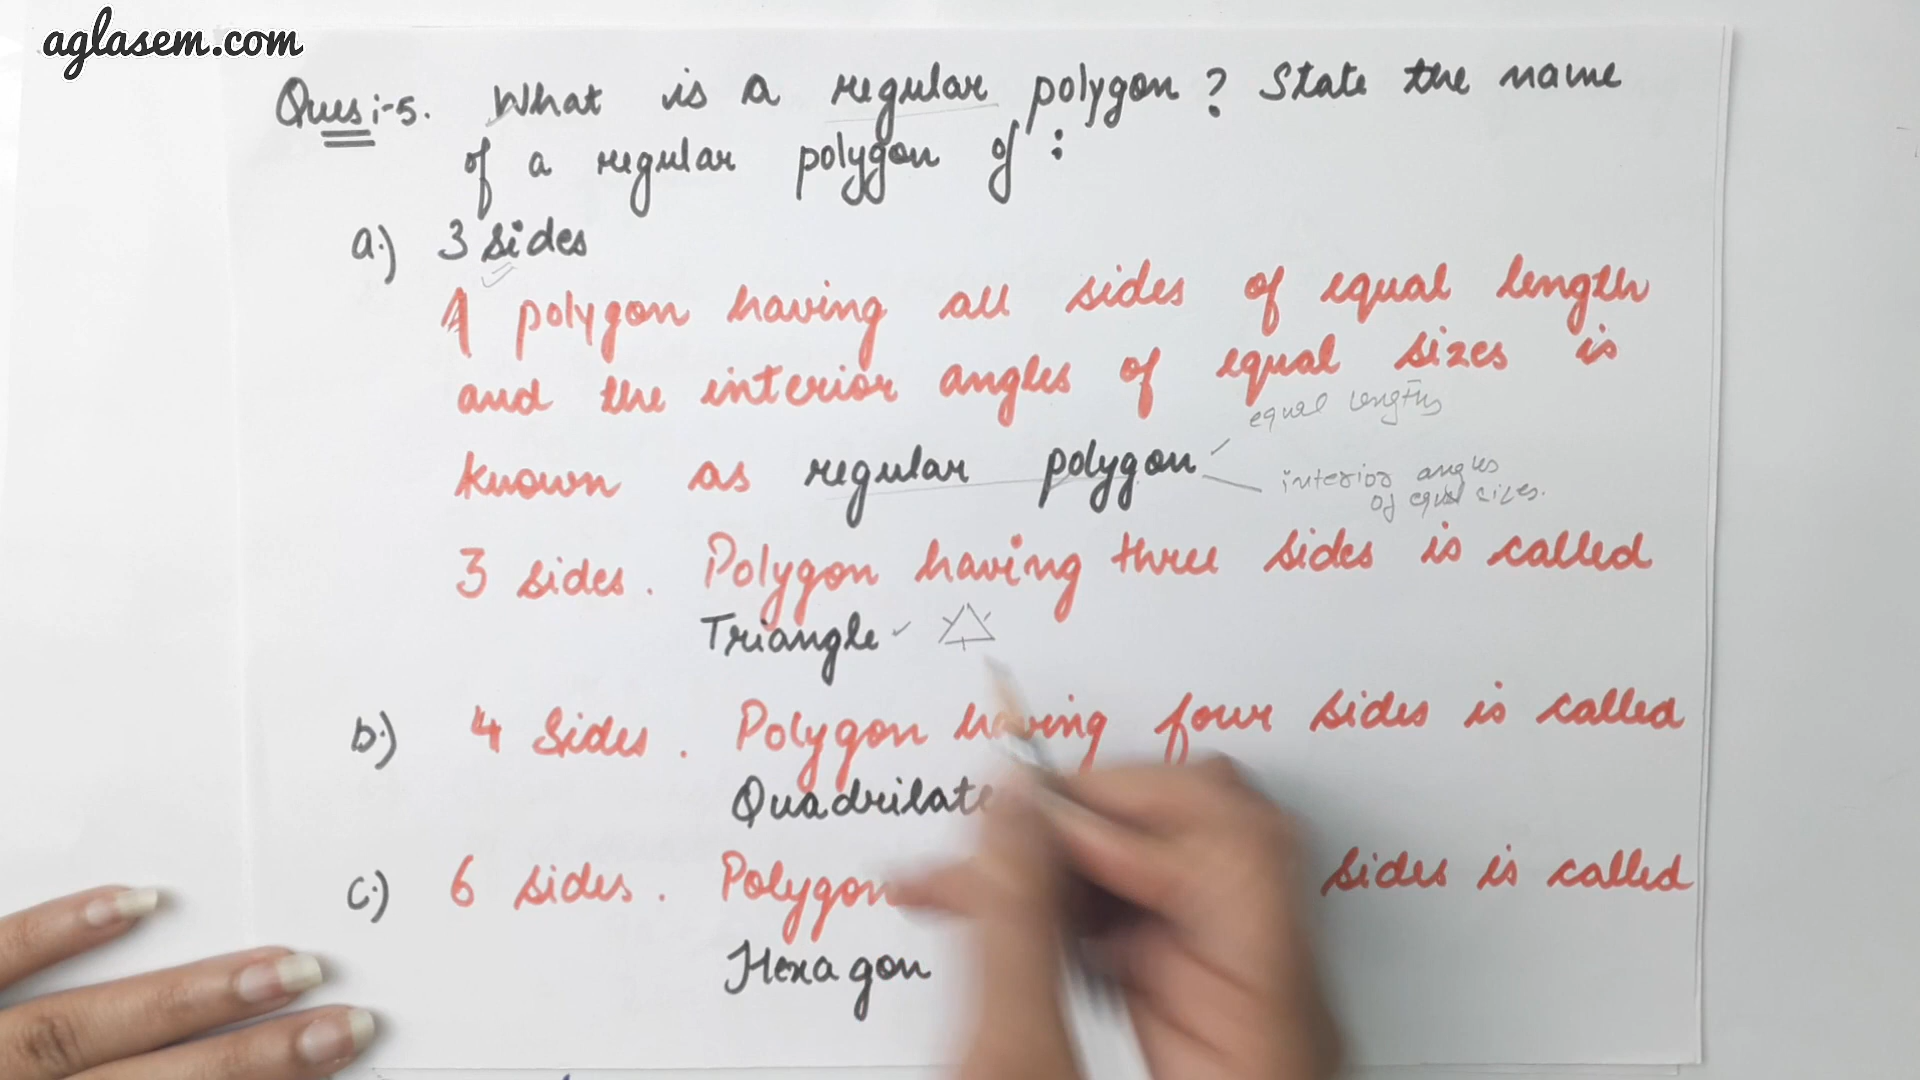 aglasem.com
Ques:-5. What is a regular polygon? State the name
of a regular polygon of :
a.) 3 sides
A polygon having all sides of equal length
and the interior angles of equal sizes is
equal lengths
known as regular polygon
interior angles
of equal sizes.
3 sides. Polygon having three sides is called
Triangle
b.) 4 Sides. Polygon having four sides is called
Quadrilate
c.) 6 sides. Polygon sides is called
Hexagon